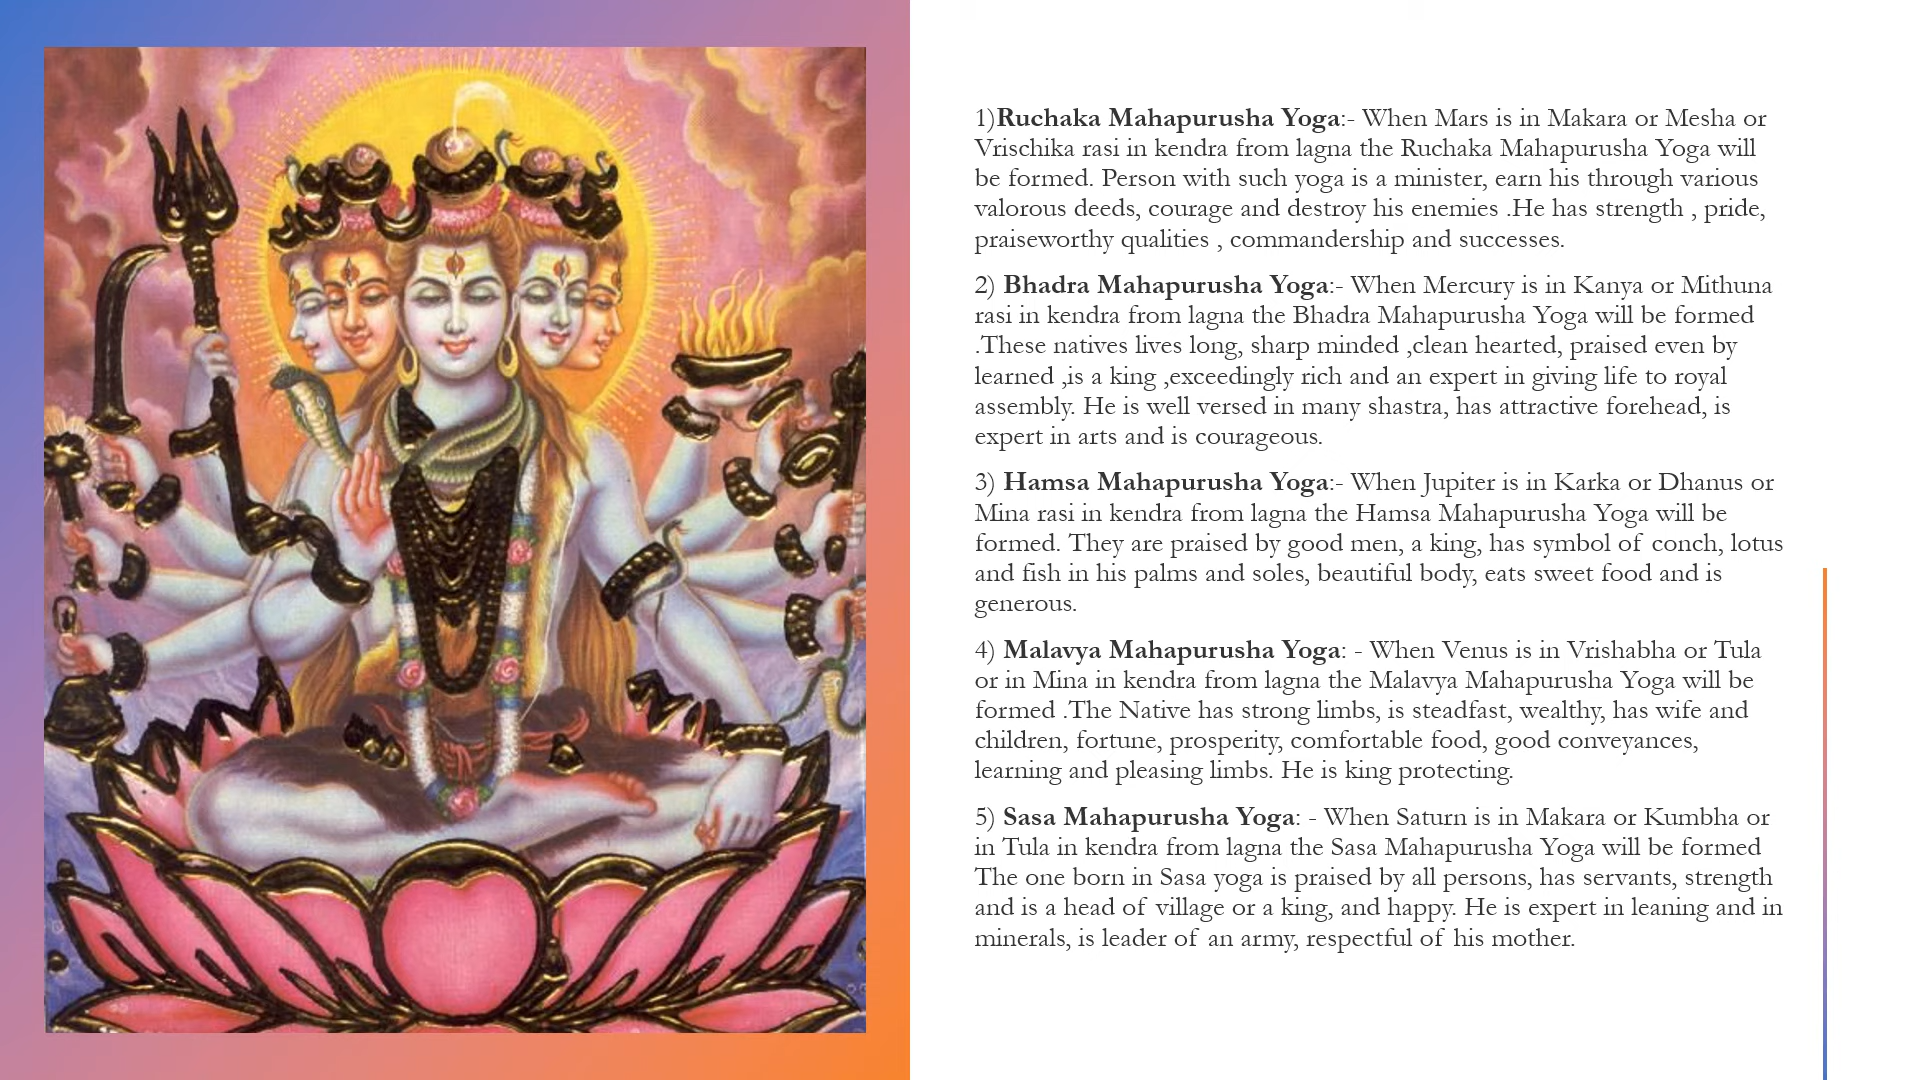 1)Ruchaka Mahapurusha Yoga:- When Mars is in Makara or Mesha or
Vrischika rasi in kendra from lagna the Ruchaka Mahapurusha Yoga will
be formed. Person with such yoga is a minister, earn his through various
valorous deeds, courage and destroy his enemies .He has strength , pride,
praiseworthy qualities , commandership and successes.
2) Bhadra Mahapurusha Yoga:- When Mercury is in Kanya or Mithuna
rasi in kendra from lagna the Bhadra Mahapurusha Yoga will be formed
.These natives lives long, sharp minded ,clean hearted, praised even by
learned ,is a king ,exceedingly rich and an expert in giving life to royal
assembly. He is well versed in many shastra, has attractive forehead, is
expert in arts and is courageous.
3) Hamsa Mahapurusha Yoga:- When Jupiter is in Karka or Dhanus or
Mina rasi in kendra from lagna the Hamsa Mahapurusha Yoga will be
formed. They are praised by good men, a king, has symbol of conch, lotus
and fish in his palms and soles, beautiful body, eats sweet food and is
generous.
4) Malavya Mahapurusha Yoga: - When Venus is in Vrishabha or Tula
or in Mina in kendra from lagna the Malavya Mahapurusha Yoga will be
formed .The Native has strong limbs, is steadfast, wealthy, has wife and
children, fortune, prosperity, comfortable food, good conveyances,
learning and pleasing limbs. He is king protecting.
5) Sasa Mahapurusha Yoga: - When Saturn is in Makara or Kumbha or
in Tula in kendra from lagna the Sasa Mahapurusha Yoga will be formed
The one born in Sasa yoga is praised by all persons, has servants, strength
and is a head of village or a king, and happy. He is expert in leaning and in
minerals, is leader of an army, respectful of his mother.